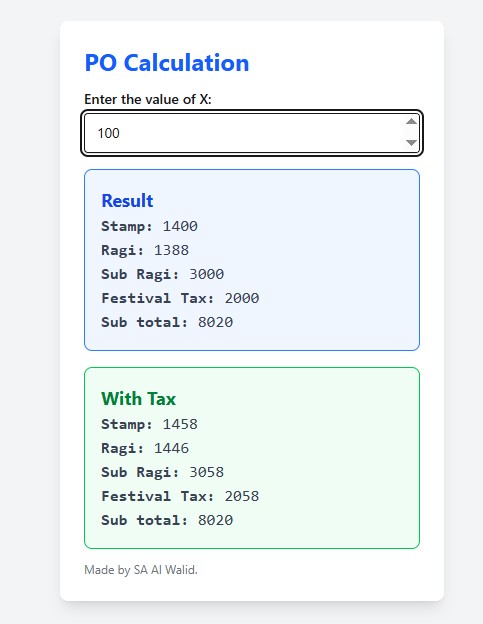 PO Calculation
Enter the value of X:
100
Result
Stamp: 1400
Ragi: 1388
Sub Ragi: 3000
Festival Tax: 2000
Sub total: 8020
With Tax
Stamp: 1458
Ragi: 1446
Sub Ragi: 3058
Festival Tax: 2058
Sub total: 8020
Made by SA Al Walid.